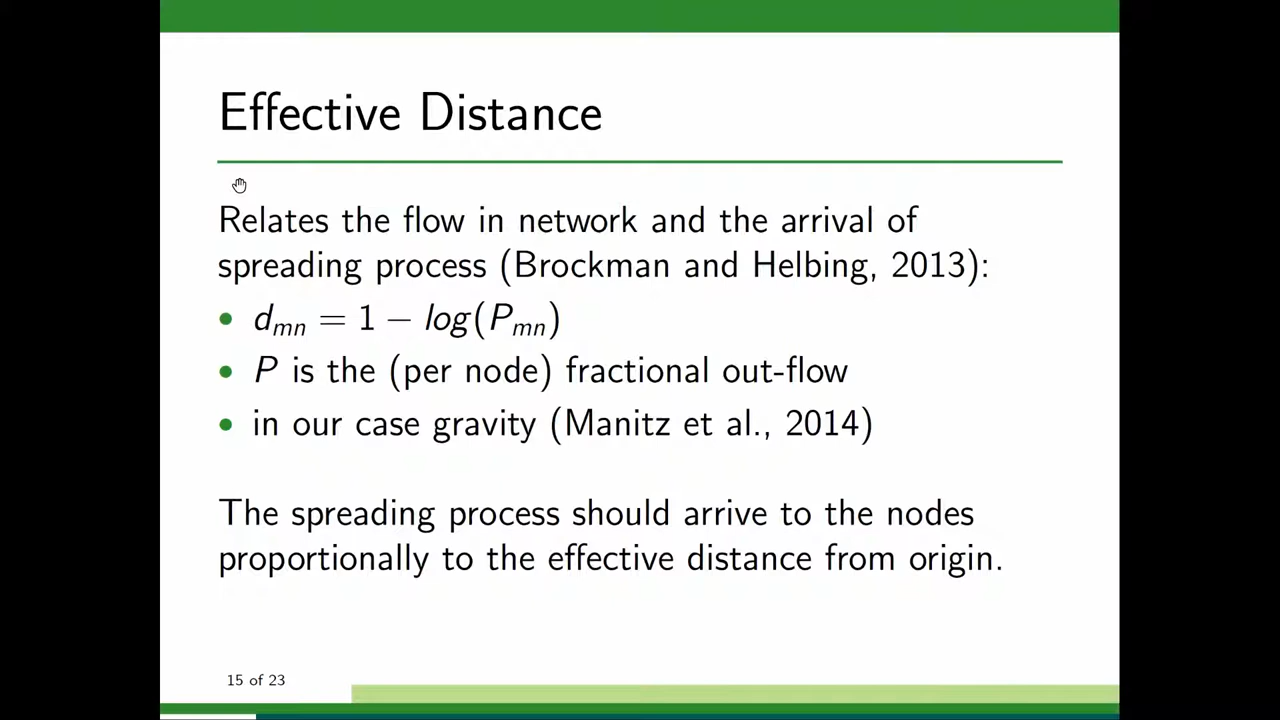 Effective Distance
Relates the flow in network and the arrival of
spreading process (Brockman and Helbing, 2013):
• dₘₙ = 1 − log(Pₘₙ)
• P is the (per node) fractional out-flow
• in our case gravity (Manitz et al., 2014)
The spreading process should arrive to the nodes
proportionally to the effective distance from origin.
15 of 23